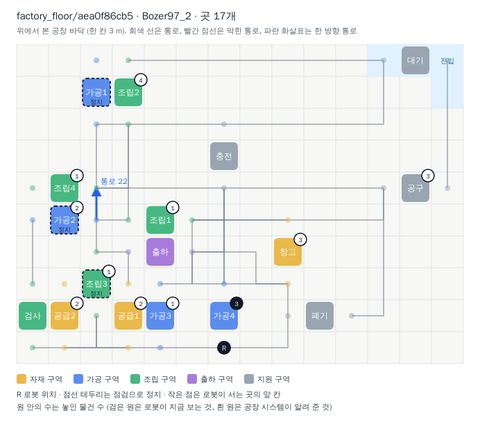 factory_floor/aea0f86cb5 · Bozer97_2 · 곳 17개
위에서 본 공장 바닥 (한 칸 3 m). 회색 선은 통로, 빨간 점선은 막힌 통로, 파란 화살표는 한 방향 통로
대기
진입
가공1
정지
조립2
4
충전
통로 22
조립4
1
공구
3
가공2
정지
2
조립1
1
출하
창고
3
조립3
정지
1
검사
공급2
2
공급1
2
가공3
1
가공4
3
폐기
R
자재 구역
가공 구역
조립 구역
출하 구역
지원 구역
R 로봇 위치 · 점선 테두리는 점검으로 정지 · 작은 점은 로봇이 서는 곳의 앞 칸
원 안의 수는 놓인 물건 수 (검은 원은 로봇이 지금 보는 것, 흰 원은 공장 시스템이 알려 준 것)